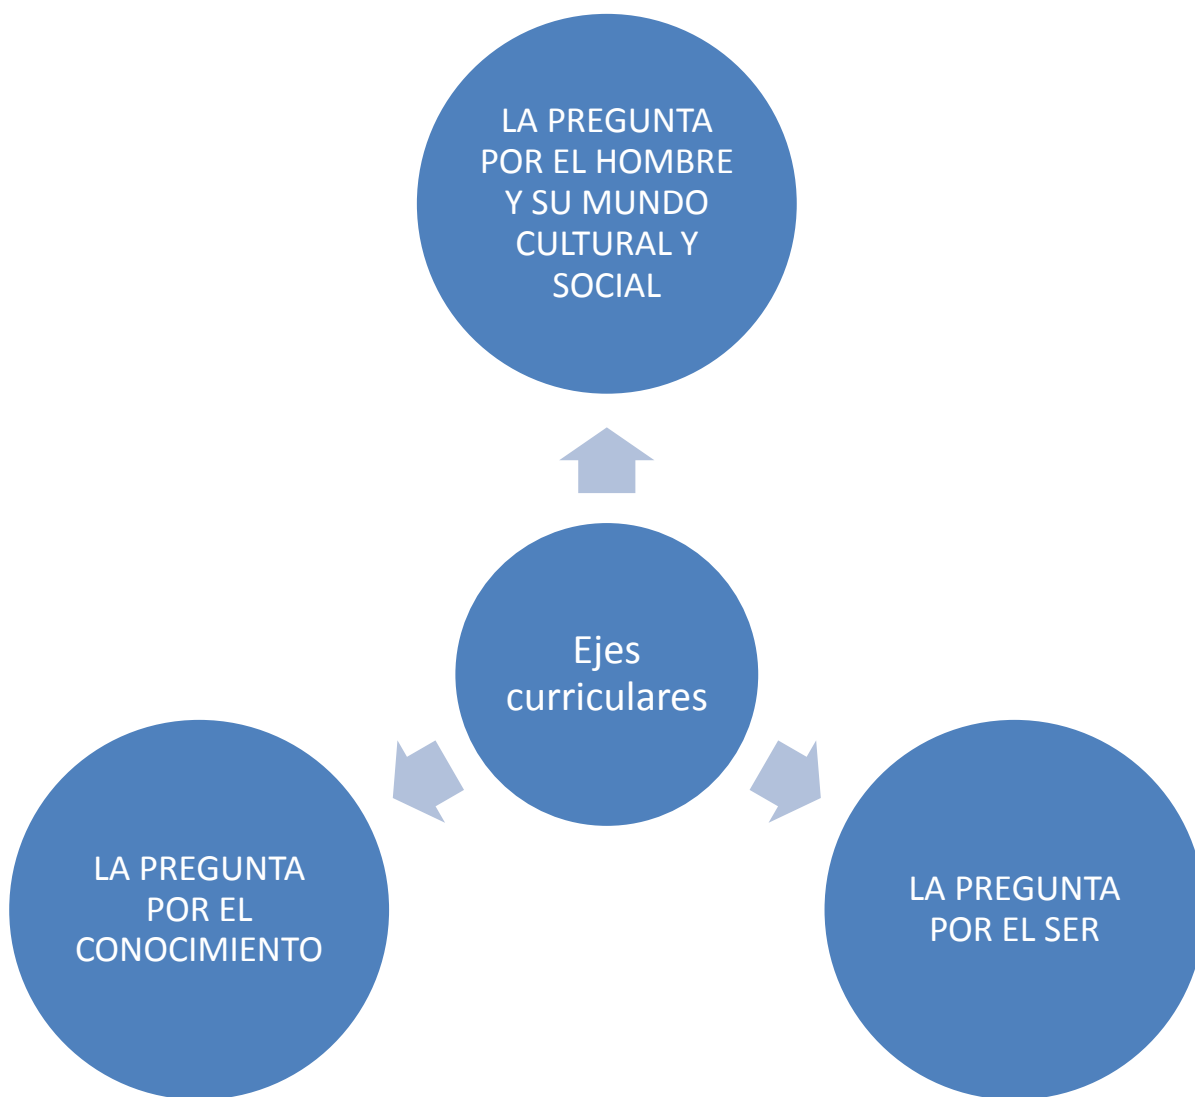 LA PREGUNTA
POR EL HOMBRE
Y SU MUNDO
CULTURAL Y
SOCIAL
Ejes
curriculares
LA PREGUNTA
POR EL
CONOCIMIENTO
LA PREGUNTA
POR EL SER